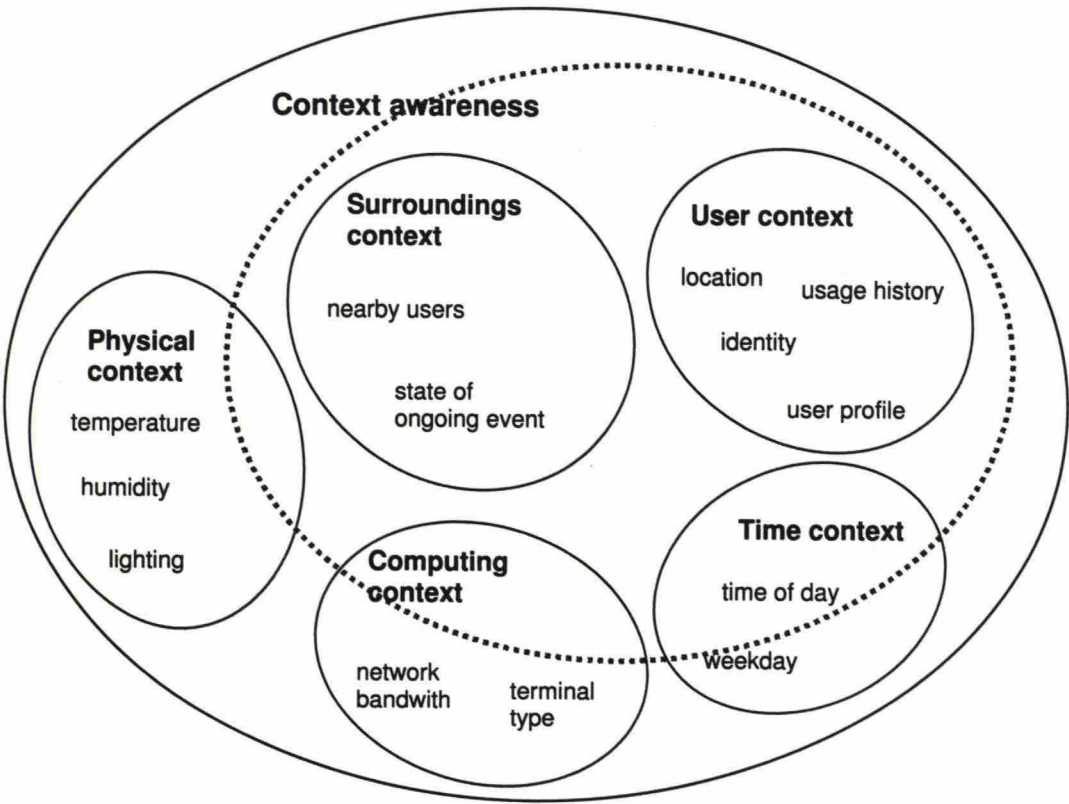 Context awareness
Surroundings
context
nearby users
state of
ongoing event
User context
location
usage history
identity
user profile
Physical
context
temperature
humidity
lighting
Computing
context
network
bandwith
terminal
type
Time context
time of day
weekday